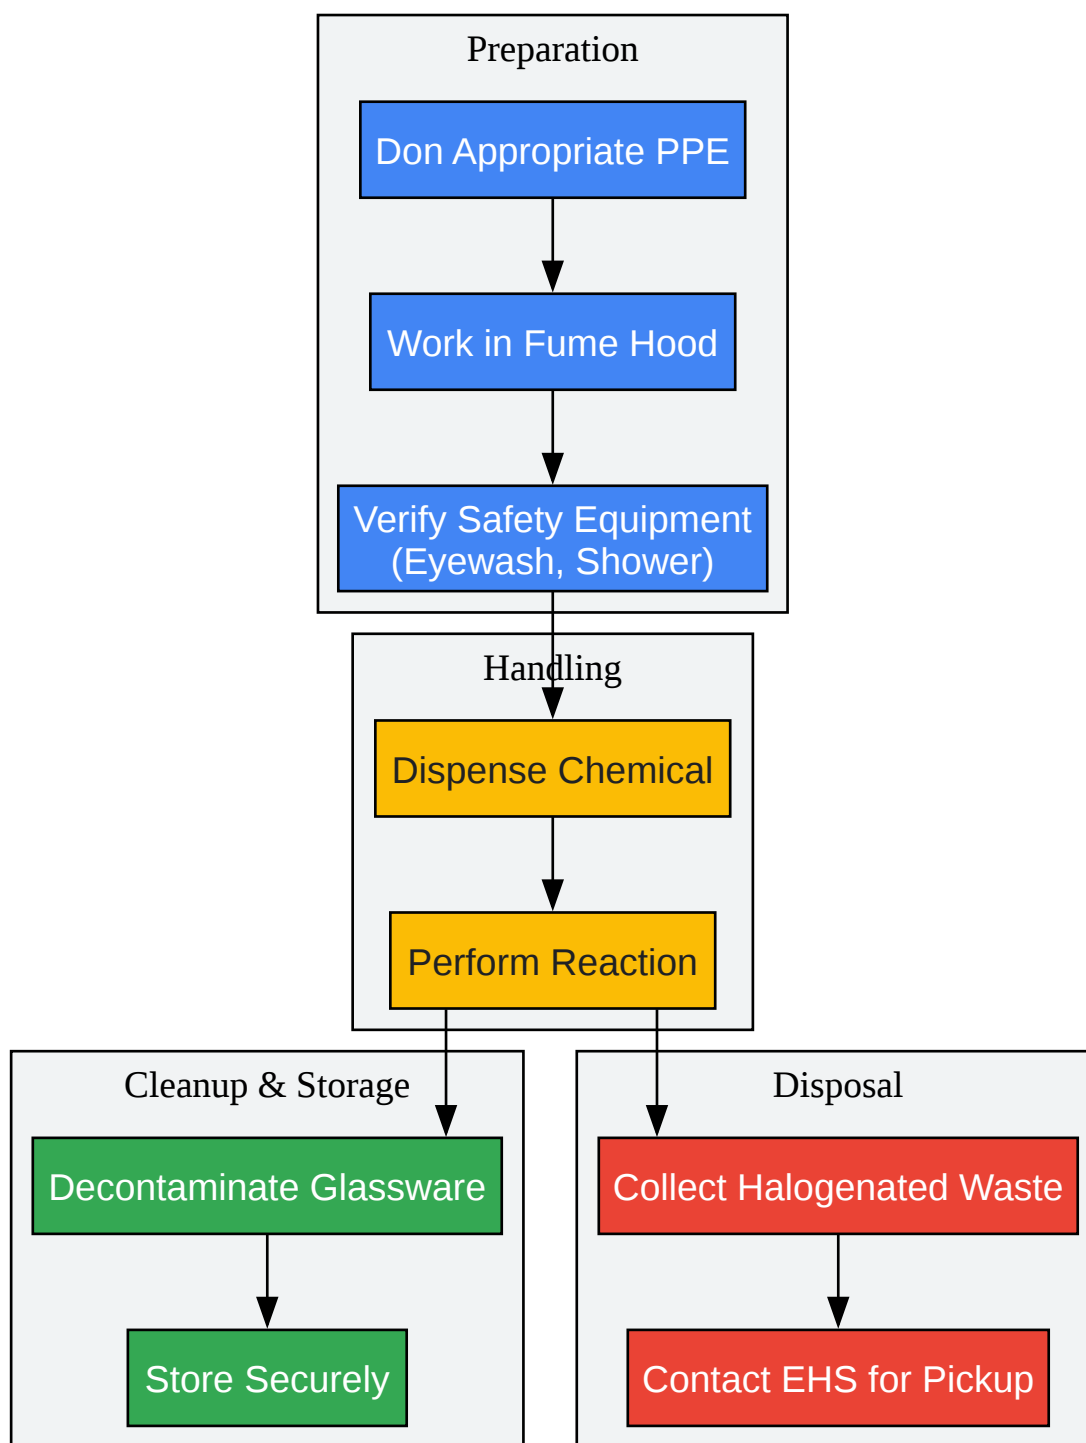 Preparation
Don Appropriate PPE
Work in Fume Hood
Verify Safety Equipment
(Eyewash, Shower)
Handling
Dispense Chemical
Perform Reaction
Cleanup & Storage
Decontaminate Glassware
Store Securely
Disposal
Collect Halogenated Waste
Contact EHS for Pickup